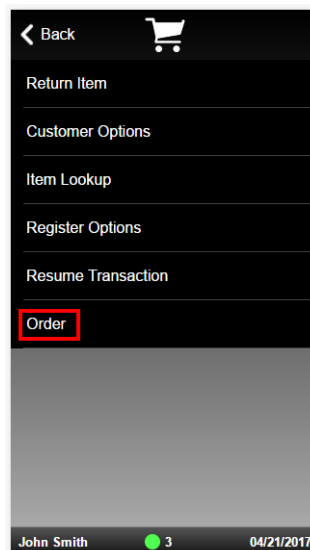 Back
Return Item
Customer Options
Item Lookup
Register Options
Resume Transaction
Order
John Smith 3 04/21/2017